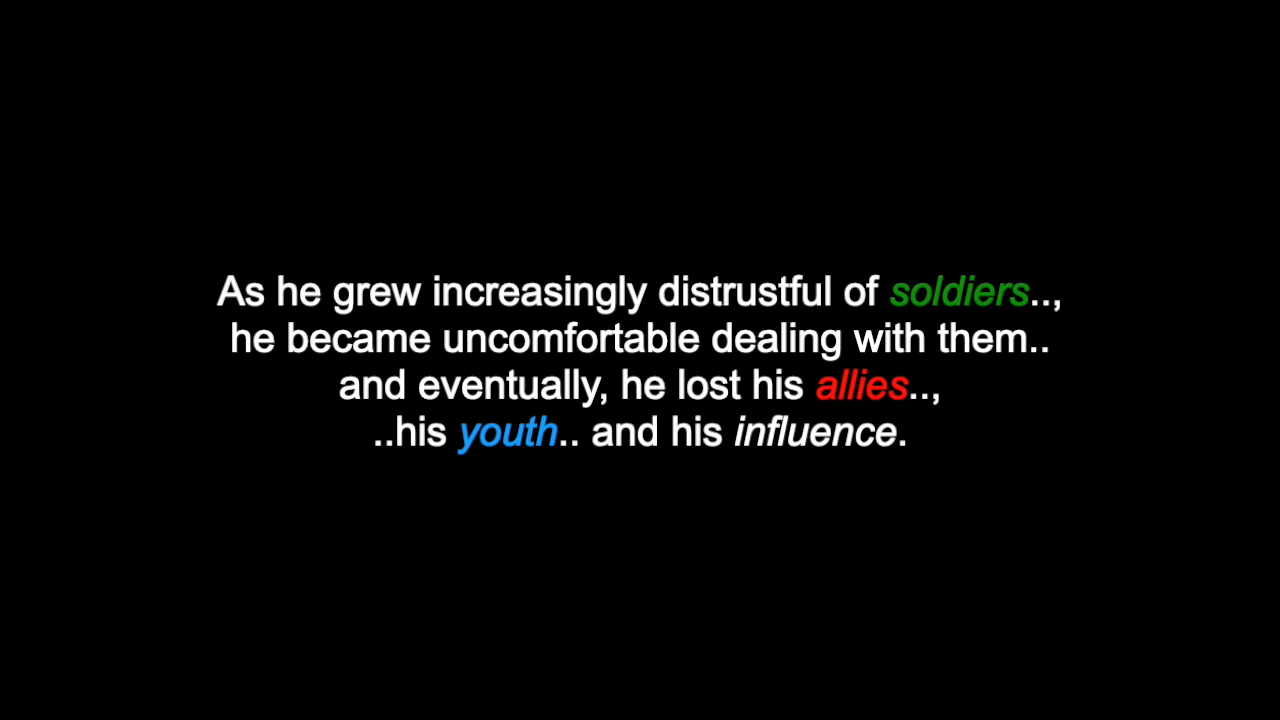 As he grew increasingly distrustful of soldiers..,
he became uncomfortable dealing with them..
and eventually, he lost his allies..,
..his youth.. and his influence.